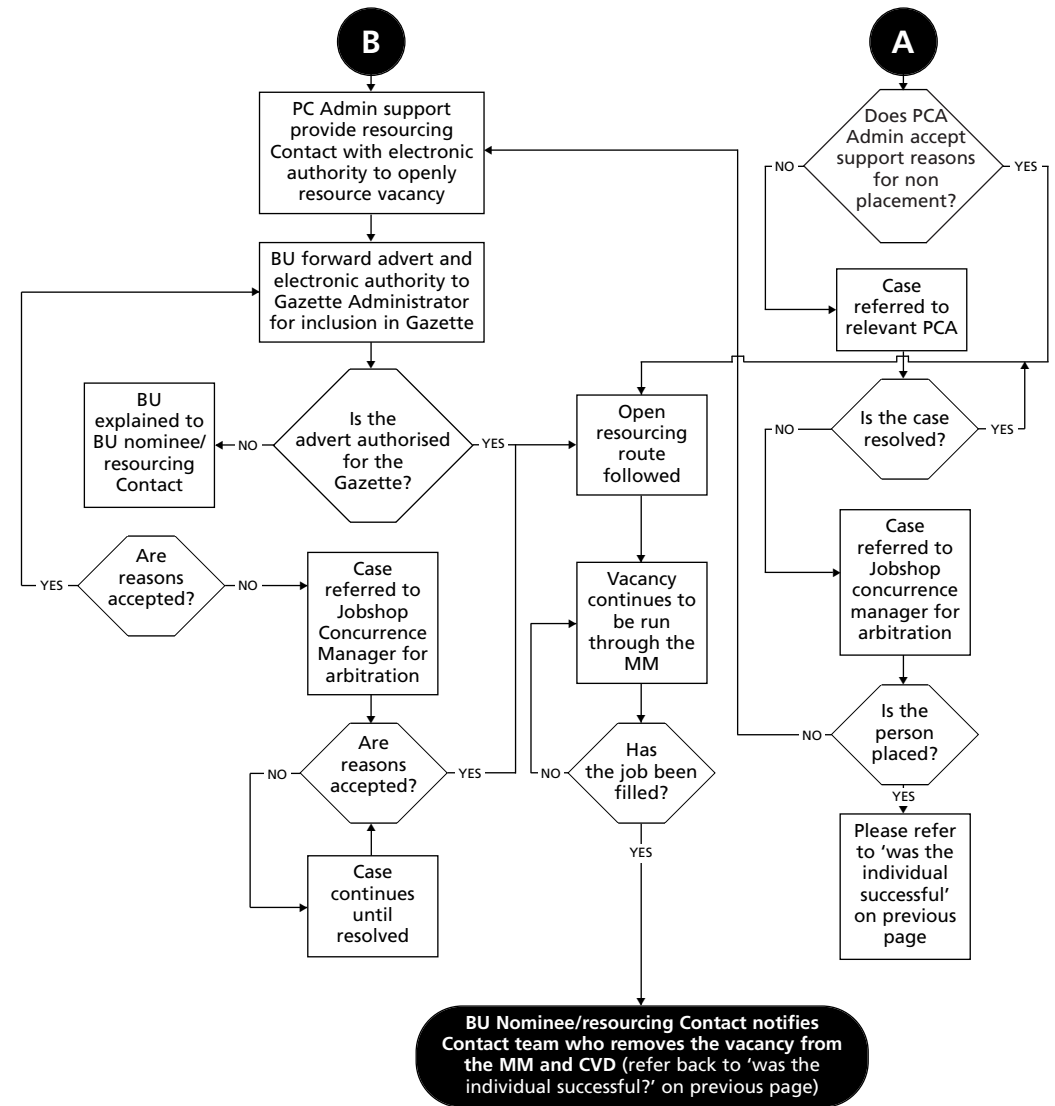 B
PC Admin support
provide resourcing
Contact with electronic
authority to openly
resource vacancy
BU forward advert and
electronic authority to
Gazette Administrator
for inclusion in Gazette
Is the
advert authorised
for the
Gazette?
NO
YES
BU
explained to
BU nominee/
resourcing
Contact
Are
reasons
accepted?
YES
NO
Case
referred to
Jobshop
Concurrence
Manager for
arbitration
Are
reasons
accepted?
NO
YES
Case
continues
until
resolved
Open
resourcing
route
followed
Vacancy
continues to
be run
through the
MM
Has
the job been
filled?
NO
YES
A
Does PCA
Admin accept
support reasons
for non
placement?
NO
YES
Case
referred to
relevant PCA
Is the case
resolved?
NO
YES
Case
referred to
Jobshop
concurrence
manager for
arbitration
Is the
person
placed?
NO
YES
Please refer
to ‘was the
individual
successful’
on previous
page
BU Nominee/resourcing Contact notifies
Contact team who removes the vacancy from
the MM and CVD (refer back to ‘was the
individual successful?’ on previous page)